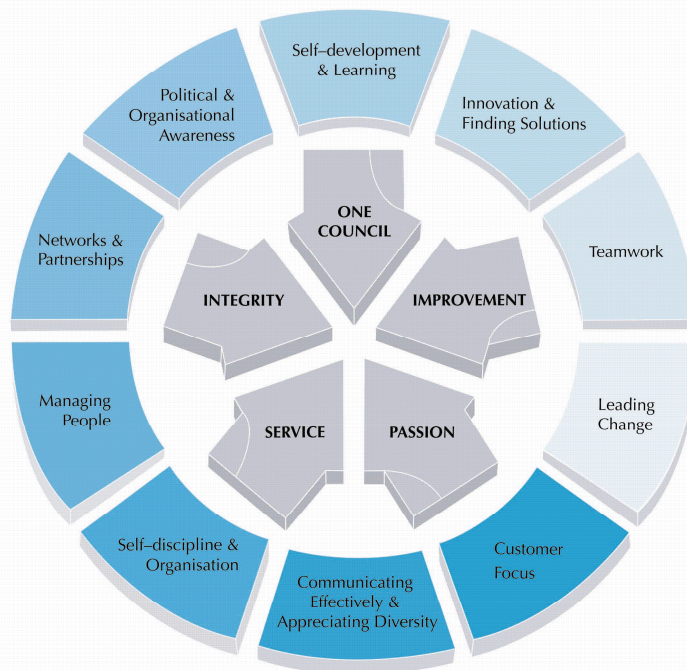 Self–development
& Learning
Innovation &
Finding Solutions
Teamwork
Leading
Change
Customer
Focus
Communicating
Effectively &
Appreciating Diversity
Self–discipline &
Organisation
Managing
People
Networks &
Partnerships
Political &
Organisational
Awareness
ONE
COUNCIL
IMPROVEMENT
PASSION
SERVICE
INTEGRITY